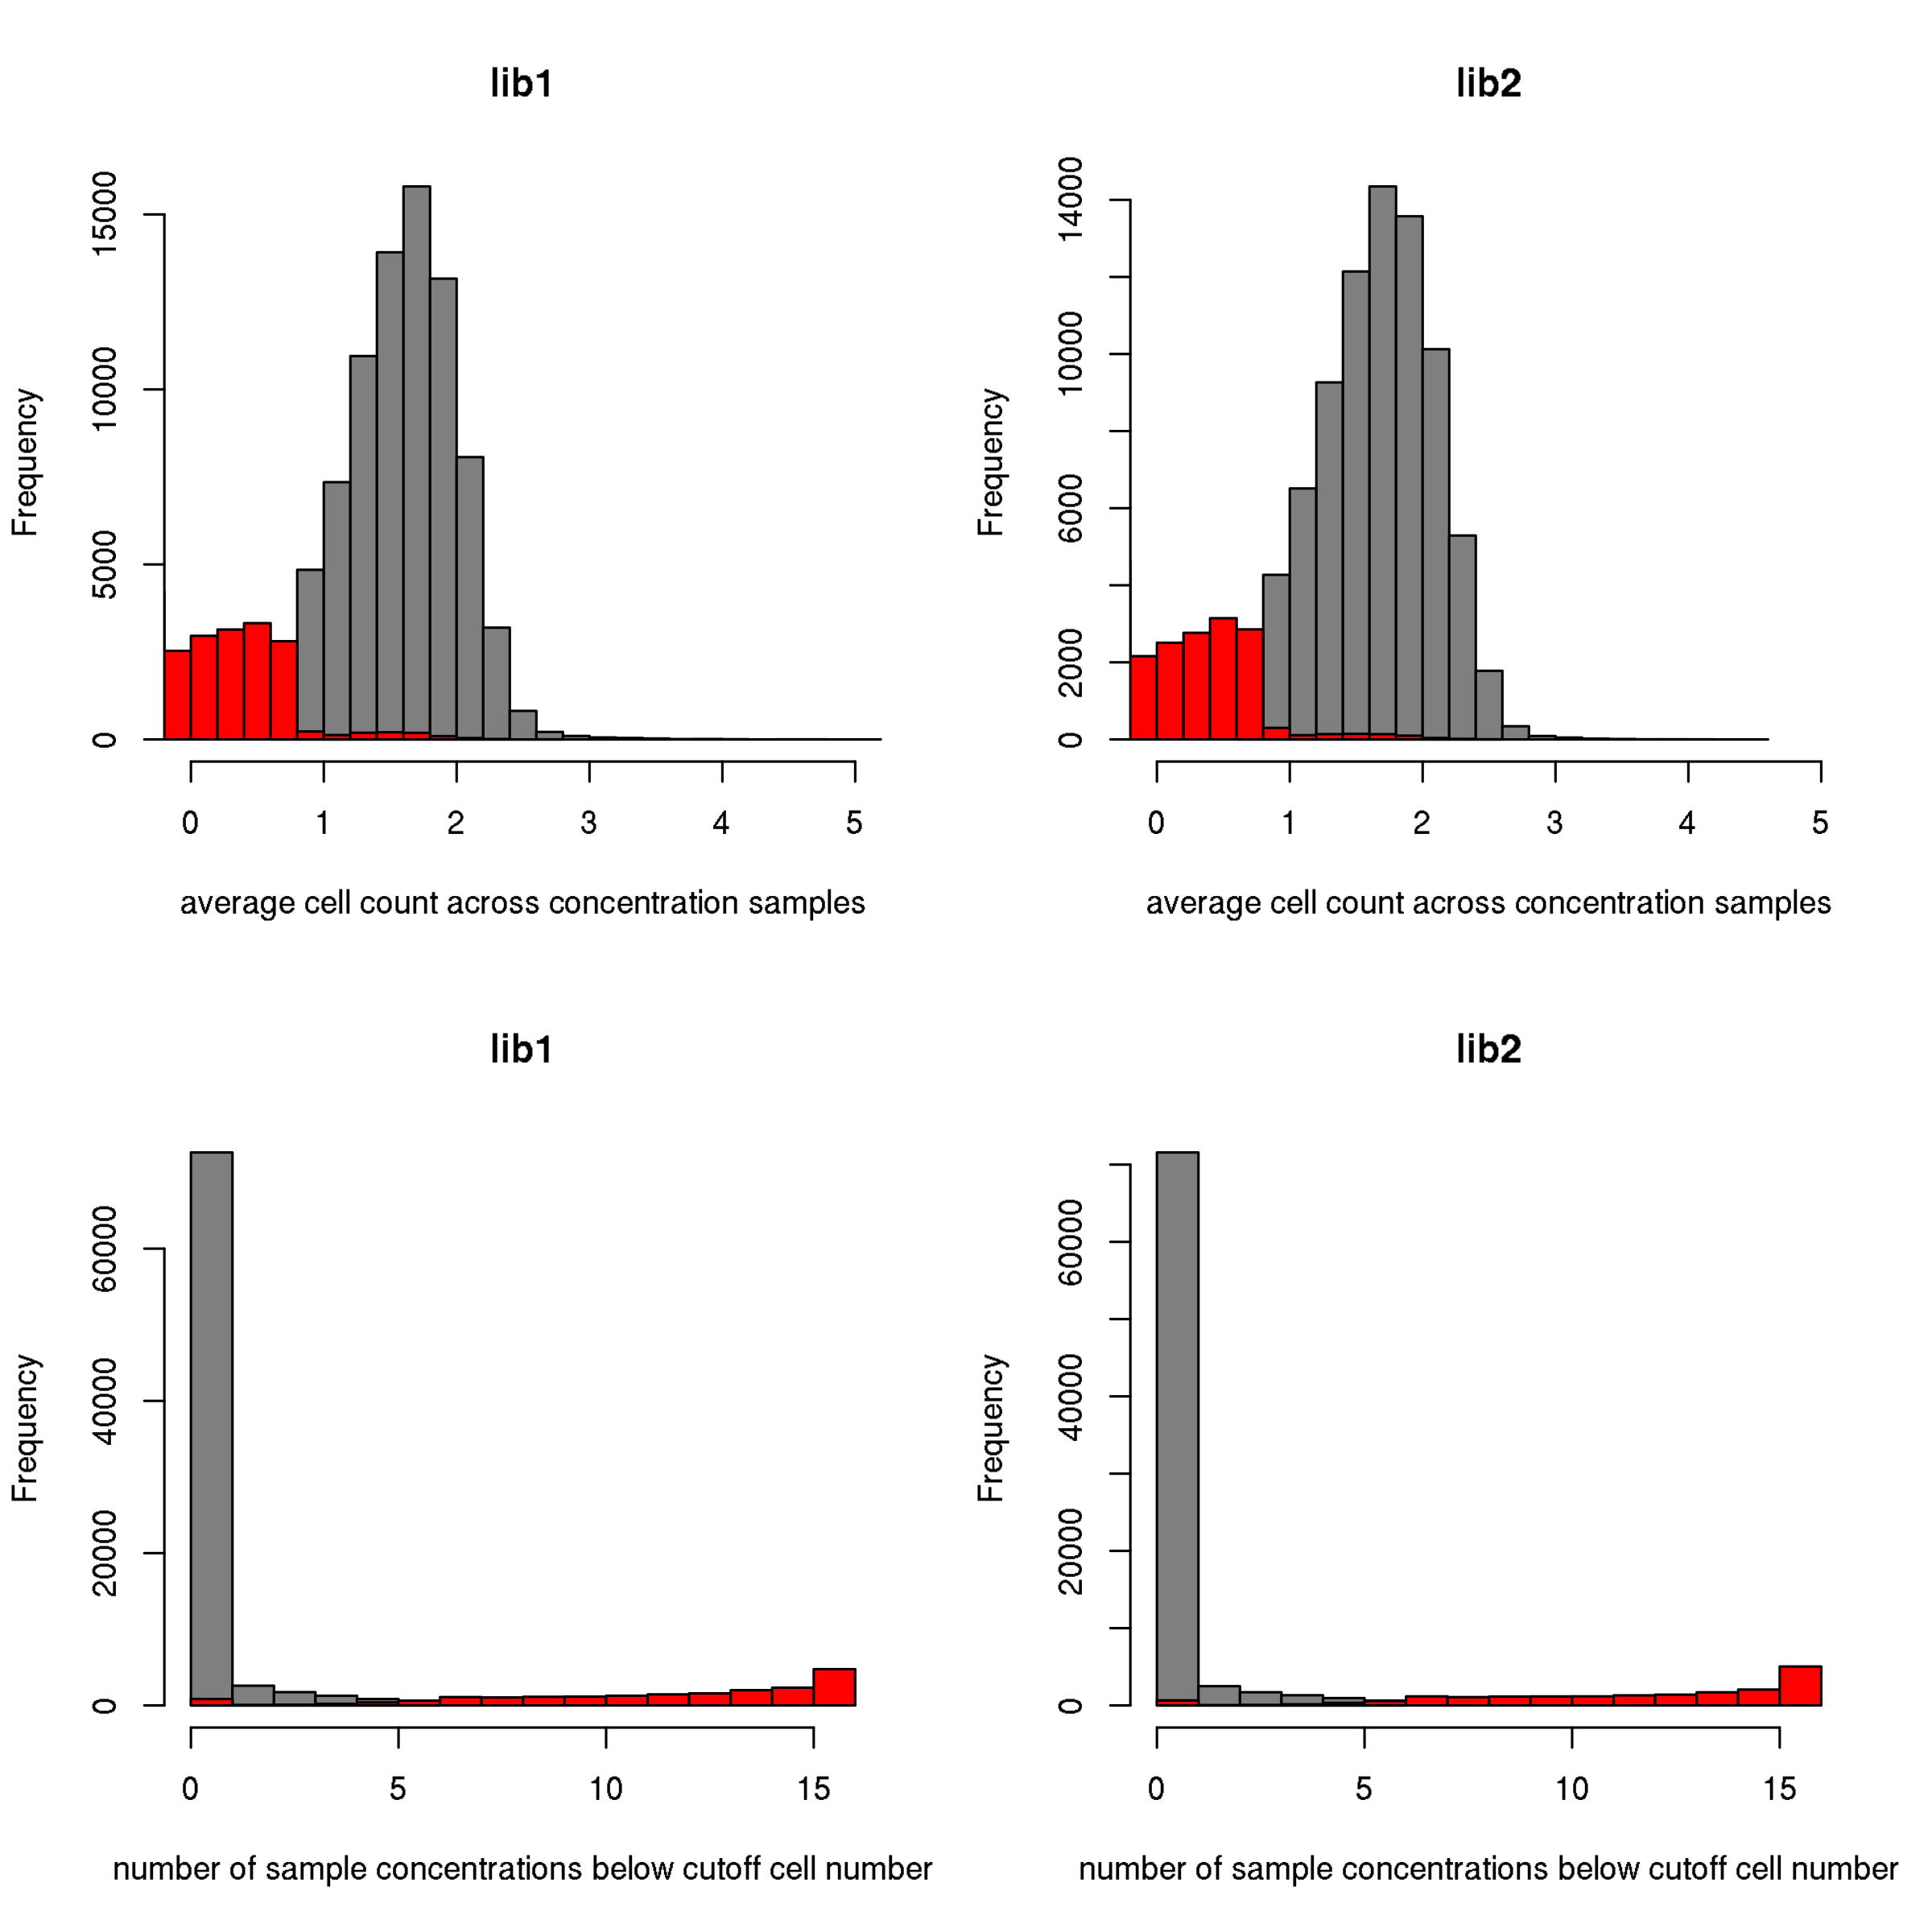 lib1
Frequency
0 5000 10000 15000
0 1 2 3 4 5
average cell count across concentration samples
lib2
Frequency
0 2000 6000 10000 14000
0 1 2 3 4 5
average cell count across concentration samples
lib1
Frequency
0 20000 40000 60000
0 5 10 15
number of sample concentrations below cutoff cell number
lib2
Frequency
0 20000 40000 60000
0 5 10 15
number of sample concentrations below cutoff cell number